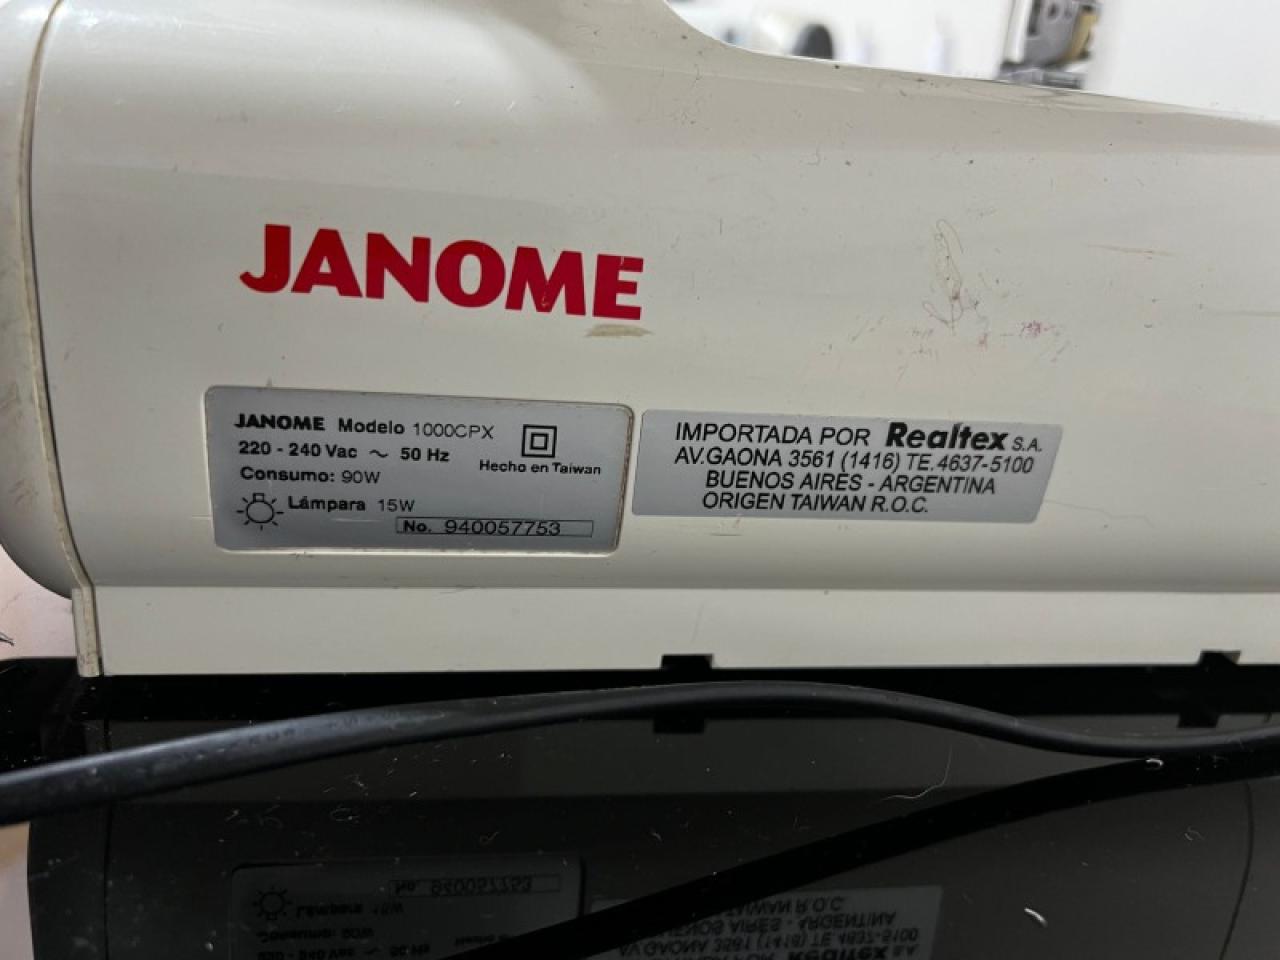 JANOME
JANOME Modelo 1000CPX
220 - 240 Vac ~ 50 Hz
Hecho en Taiwan
Consumo: 90W
Lámpara 15W
No. 940057753
IMPORTADA POR Realtex S.A.
AV.GAONA 3561 (1416) TE.4637-5100
BUENOS AIRES - ARGENTINA
ORIGEN TAIWAN R.O.C.